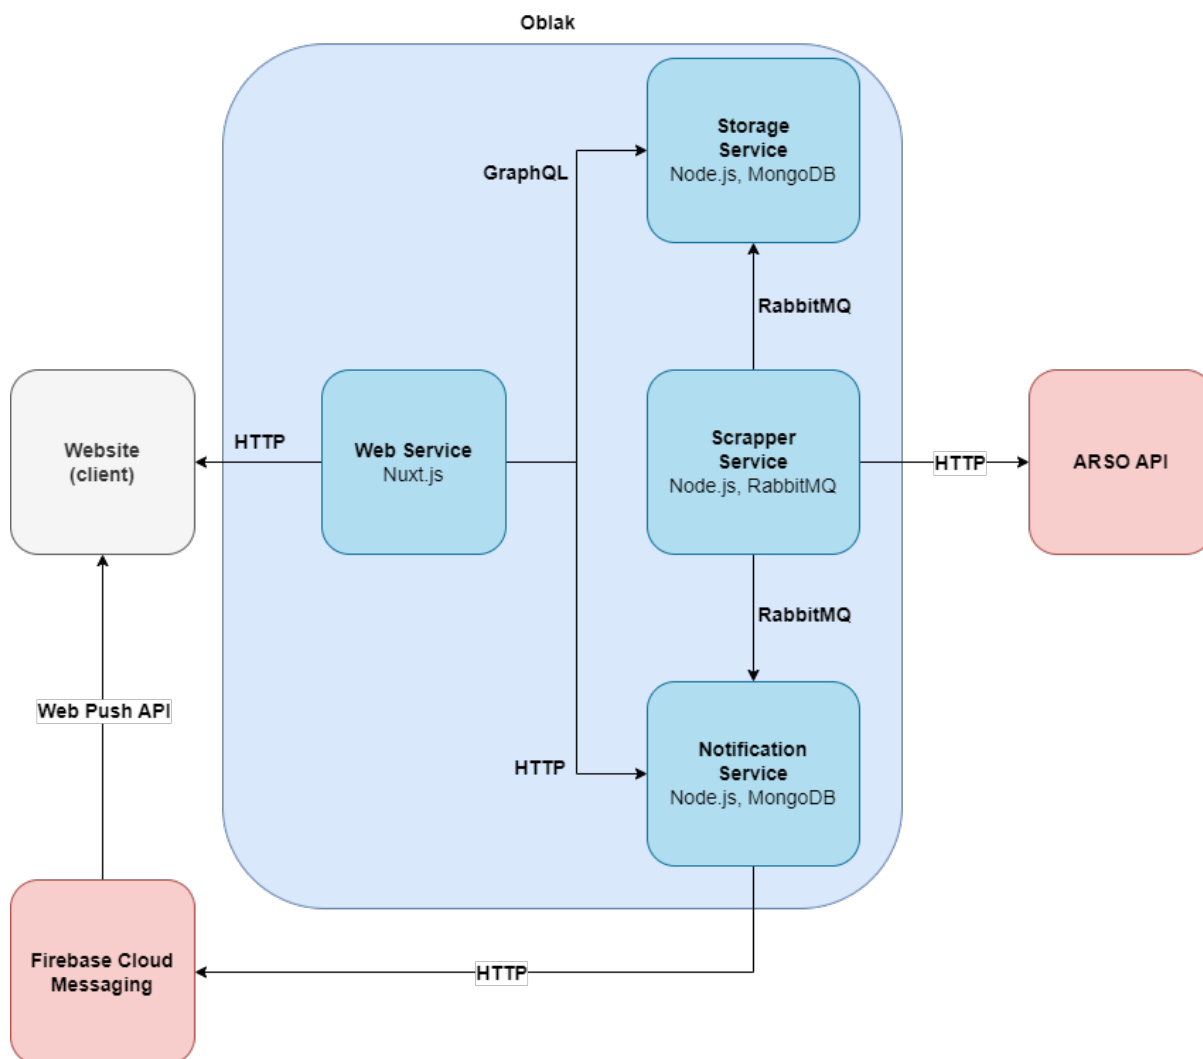 Oblak
Storage
Service
Node.js, MongoDB
GraphQL
RabbitMQ
Website
(client)
HTTP
Web Service
Nuxt.js
Scrapper
Service
Node.js, RabbitMQ
HTTP
ARSO API
RabbitMQ
Web Push API
HTTP
Notification
Service
Node.js, MongoDB
Firebase Cloud
Messaging
HTTP